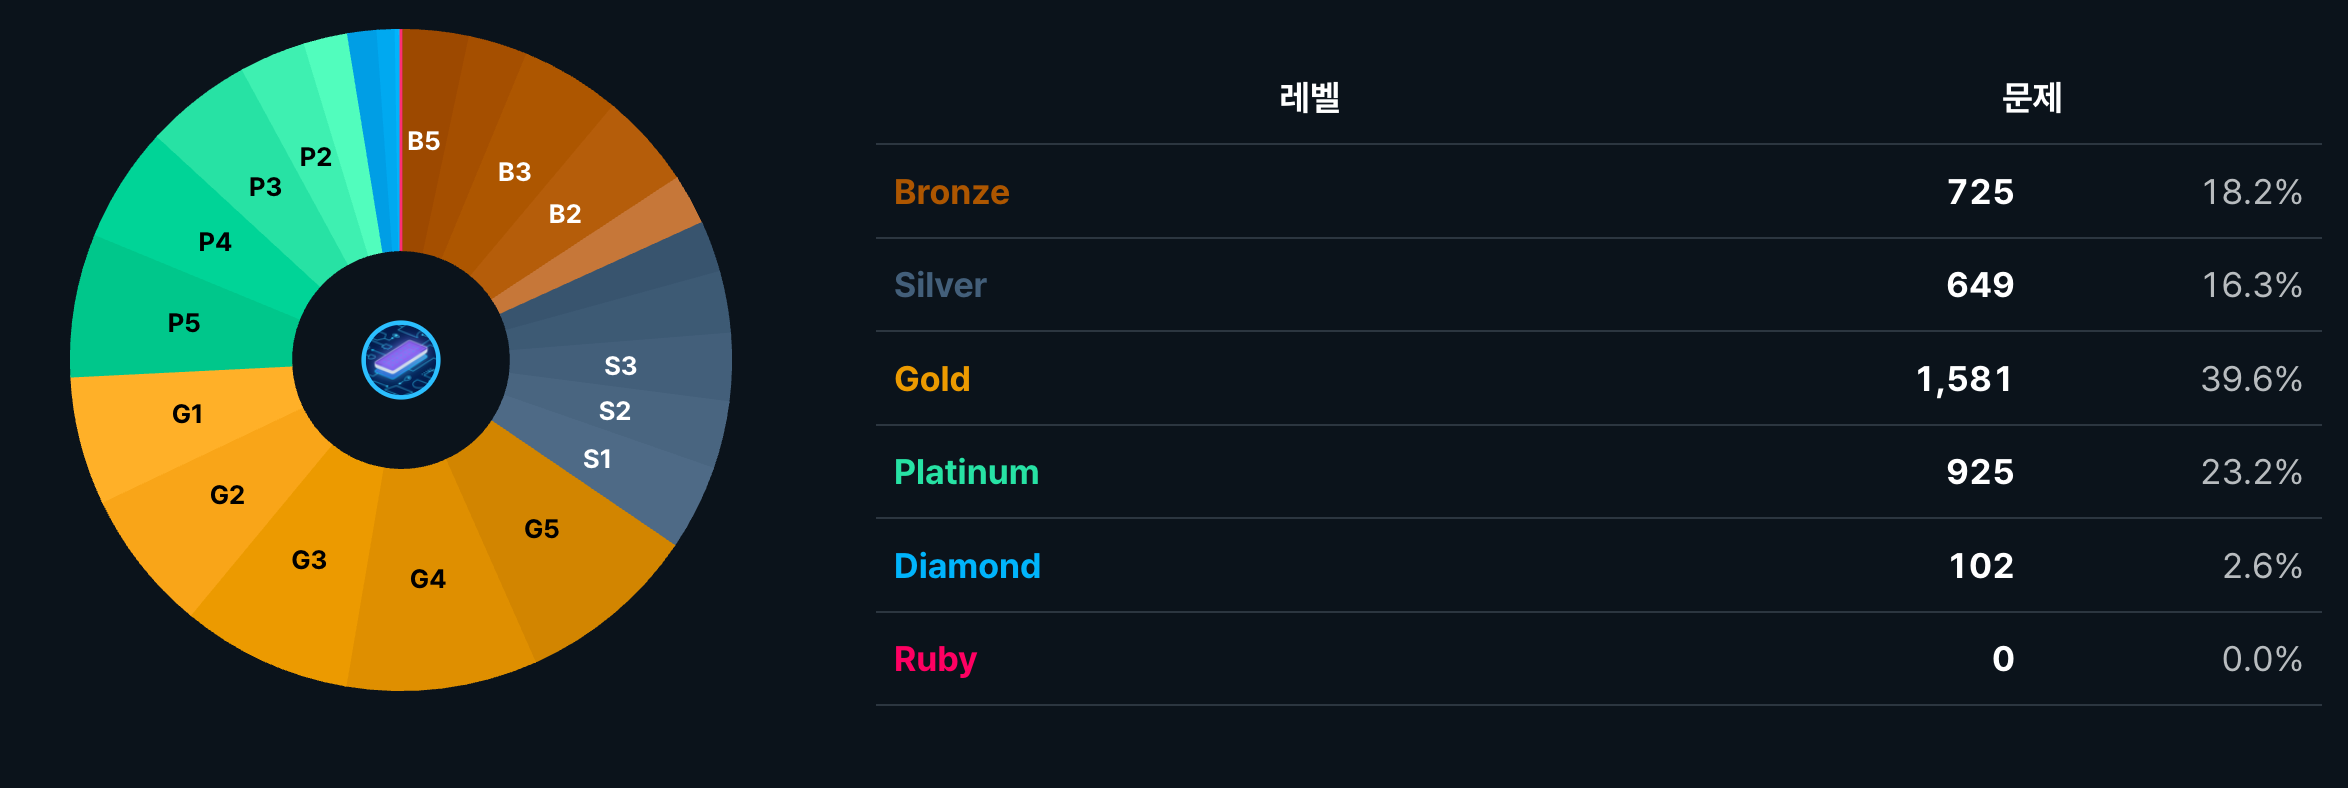 B5
B3
B2
S3
S2
S1
G5
G4
G3
G2
G1
P5
P4
P3
P2
레벨 문제
Bronze 725 18.2%
Silver 649 16.3%
Gold 1,581 39.6%
Platinum 925 23.2%
Diamond 102 2.6%
Ruby 0 0.0%